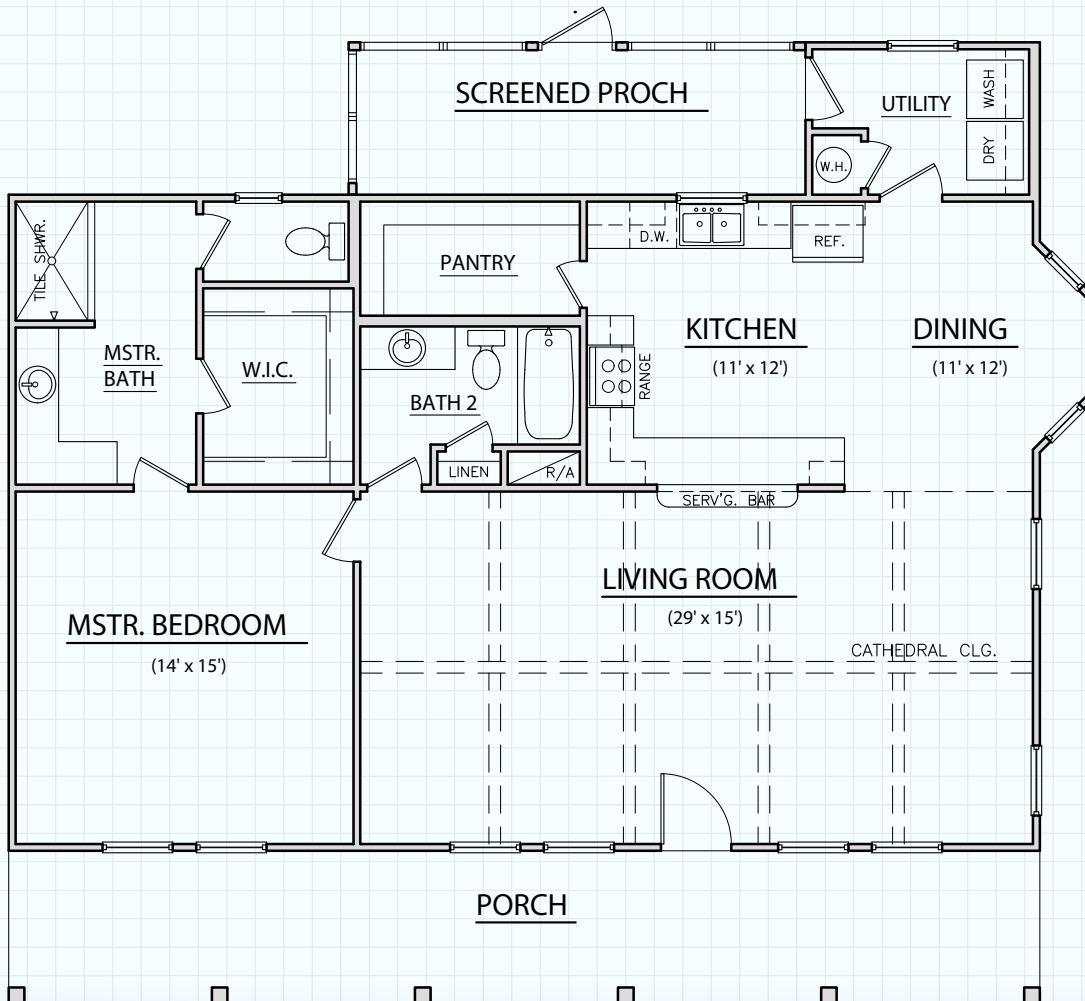 SCREENED PROCH
UTILITY
WASH
DRY
W.H.
TILE SHWR.
D.W.
REF.
PANTRY
KITCHEN
(11' x 12')
DINING
(11' x 12')
MSTR.
BATH
W.I.C.
RANGE
BATH 2
LINEN
R/A
SERV'G. BAR
LIVING ROOM
(29' x 15')
MSTR. BEDROOM
(14' x 15')
CATHEDRAL CLG.
PORCH